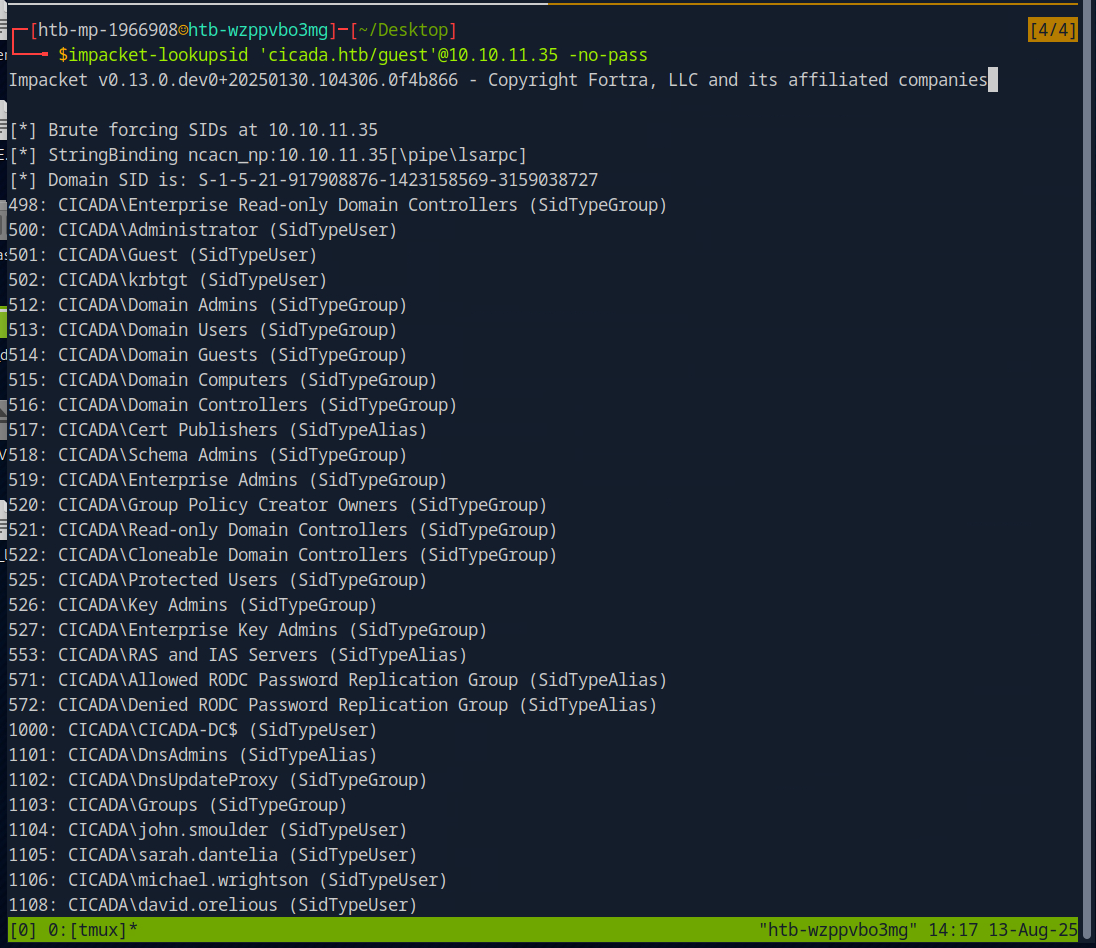 [htb-mp-1966908☺htb-wzppvbo3mg]-[~/Desktop] [4/4]
$impacket-lookupsid 'cicada.htb/guest'@10.10.11.35 -no-pass
Impacket v0.13.0.dev0+20250130.104306.0f4b866 - Copyright Fortra, LLC and its affiliated companies
[*] Brute forcing SIDs at 10.10.11.35
[*] StringBinding ncacn_np:10.10.11.35[\pipe\lsarpc]
[*] Domain SID is: S-1-5-21-917908876-1423158569-3159038727
498: CICADA\Enterprise Read-only Domain Controllers (SidTypeGroup)
500: CICADA\Administrator (SidTypeUser)
501: CICADA\Guest (SidTypeUser)
502: CICADA\krbtgt (SidTypeUser)
512: CICADA\Domain Admins (SidTypeGroup)
513: CICADA\Domain Users (SidTypeGroup)
514: CICADA\Domain Guests (SidTypeGroup)
515: CICADA\Domain Computers (SidTypeGroup)
516: CICADA\Domain Controllers (SidTypeGroup)
517: CICADA\Cert Publishers (SidTypeAlias)
518: CICADA\Schema Admins (SidTypeGroup)
519: CICADA\Enterprise Admins (SidTypeGroup)
520: CICADA\Group Policy Creator Owners (SidTypeGroup)
521: CICADA\Read-only Domain Controllers (SidTypeGroup)
522: CICADA\Cloneable Domain Controllers (SidTypeGroup)
525: CICADA\Protected Users (SidTypeGroup)
526: CICADA\Key Admins (SidTypeGroup)
527: CICADA\Enterprise Key Admins (SidTypeGroup)
553: CICADA\RAS and IAS Servers (SidTypeAlias)
571: CICADA\Allowed RODC Password Replication Group (SidTypeAlias)
572: CICADA\Denied RODC Password Replication Group (SidTypeAlias)
1000: CICADA\CICADA-DC$ (SidTypeUser)
1101: CICADA\DnsAdmins (SidTypeAlias)
1102: CICADA\DnsUpdateProxy (SidTypeGroup)
1103: CICADA\Groups (SidTypeGroup)
1104: CICADA\john.smoulder (SidTypeUser)
1105: CICADA\sarah.dantelia (SidTypeUser)
1106: CICADA\michael.wrightson (SidTypeUser)
1108: CICADA\david.orelious (SidTypeUser)
[0] 0:[tmux]* "htb-wzppvbo3mg" 14:17 13-Aug-25